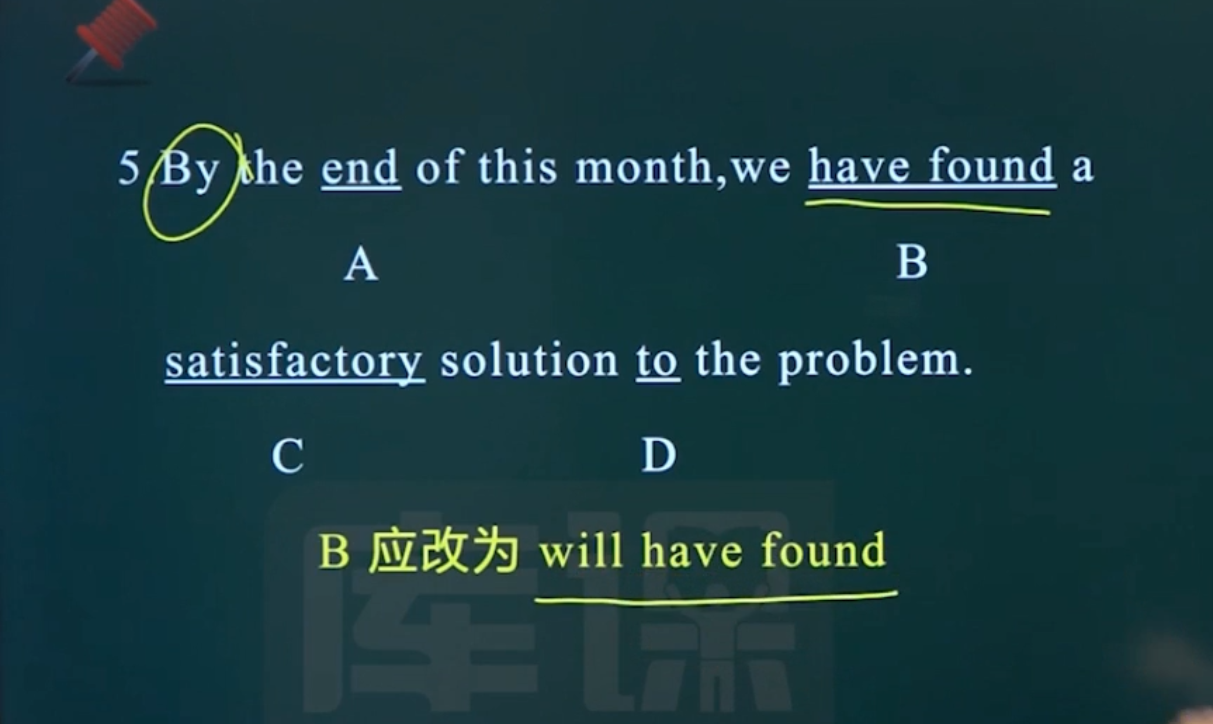 5.By the end of this month,we have found a
A B
satisfactory solution to the problem.
C D
B 应改为 will have found
库课